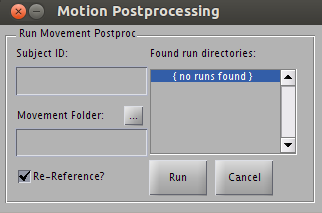 Motion Postprocessing
Run Movement Postproc
Subject ID:
Found run directories:
{ no runs found }
Movement Folder:
...
Re-Reference?
Run
Cancel